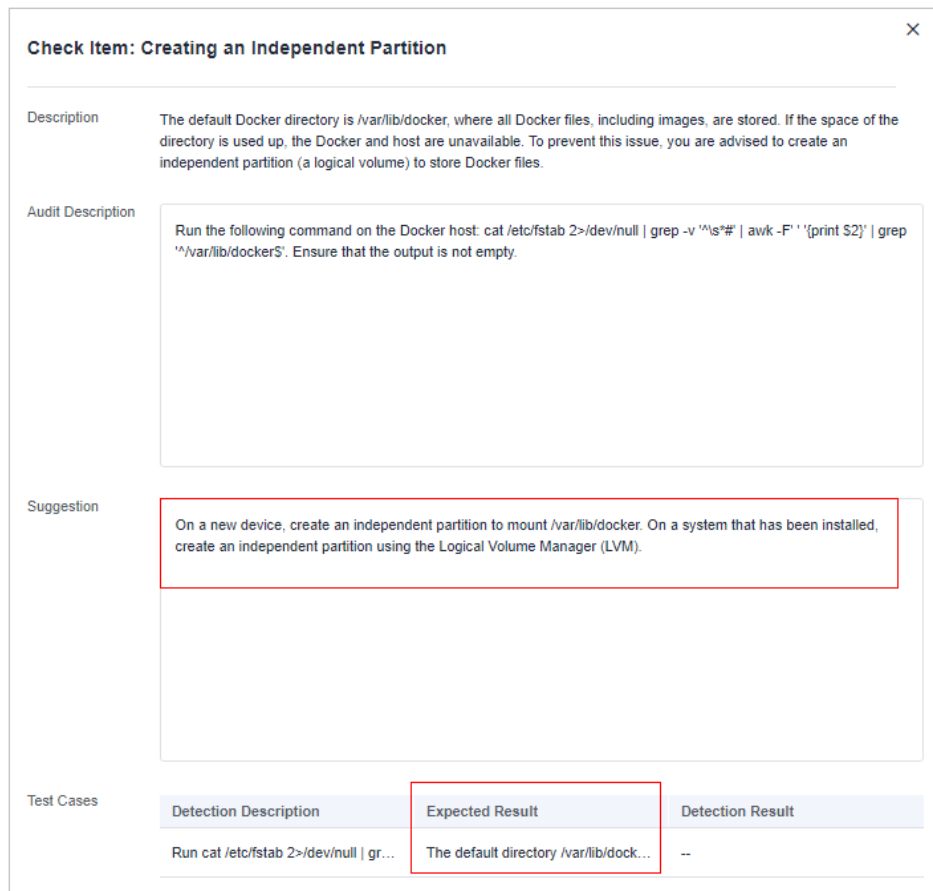 Check Item: Creating an Independent Partition
Description
The default Docker directory is /var/lib/docker, where all Docker files, including images, are stored. If the space of the
directory is used up, the Docker and host are unavailable. To prevent this issue, you are advised to create an
independent partition (a logical volume) to store Docker files.
Audit Description
Run the following command on the Docker host: cat /etc/fstab 2>/dev/null | grep -v '^\s*#' | awk -F' ' '{print $2}' | grep
'^/var/lib/docker$'. Ensure that the output is not empty.
Suggestion
On a new device, create an independent partition to mount /var/lib/docker. On a system that has been installed,
create an independent partition using the Logical Volume Manager (LVM).
Test Cases
Detection Description Expected Result Detection Result
Run cat /etc/fstab 2>/dev/null | gr... The default directory /var/lib/dock... --